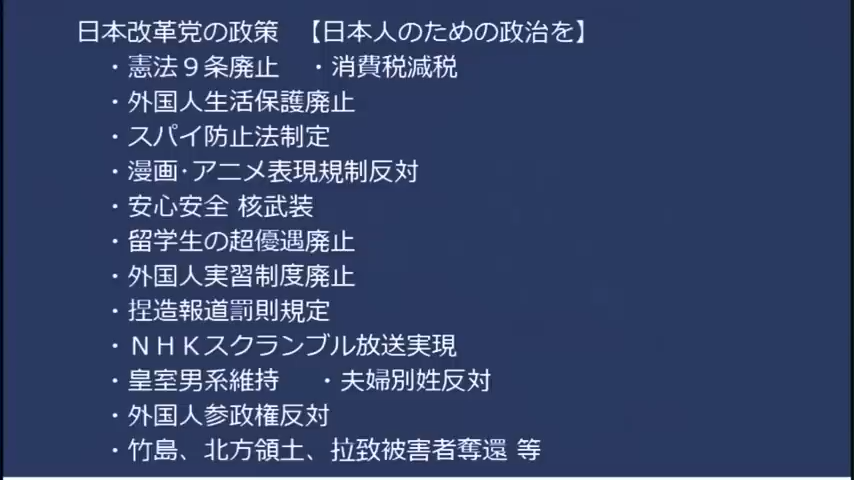 日本改革党の政策 【日本人のための政治を】
・憲法９条廃止 ・消費税減税
・外国人生活保護廃止
・スパイ防止法制定
・漫画･アニメ表現規制反対
・安心安全 核武装
・留学生の超優遇廃止
・外国人実習制度廃止
・捏造報道罰則規定
・ＮＨＫスクランブル放送実現
・皇室男系維持 ・夫婦別姓反対
・外国人参政権反対
・竹島、北方領土、拉致被害者奪還 等